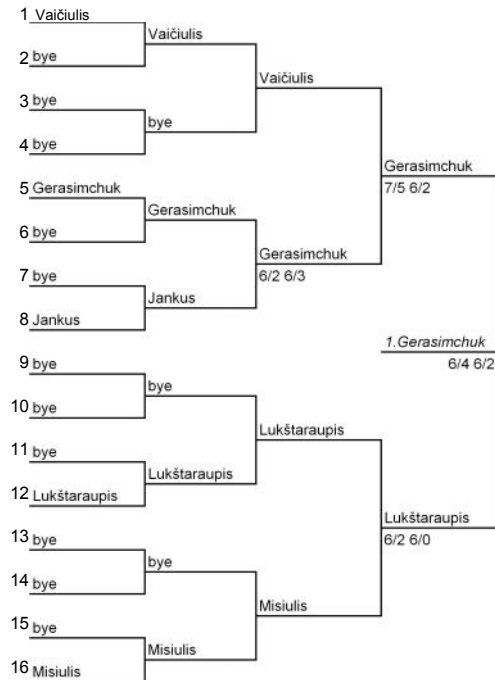 1 Vaičiulis
Vaičiulis
2 bye
Vaičiulis
3 bye
bye
4 bye
Gerasimchuk
7/5 6/2
5 Gerasimchuk
Gerasimchuk
6 bye
Gerasimchuk
6/2 6/3
7 bye
Jankus
8 Jankus
1.Gerasimchuk
6/4 6/2
9 bye
bye
10 bye
Lukštaraupis
11 bye
Lukštaraupis
12 Lukštaraupis
Lukštaraupis
6/2 6/0
13 bye
bye
14 bye
Misiulis
15 bye
Misiulis
16 Misiulis